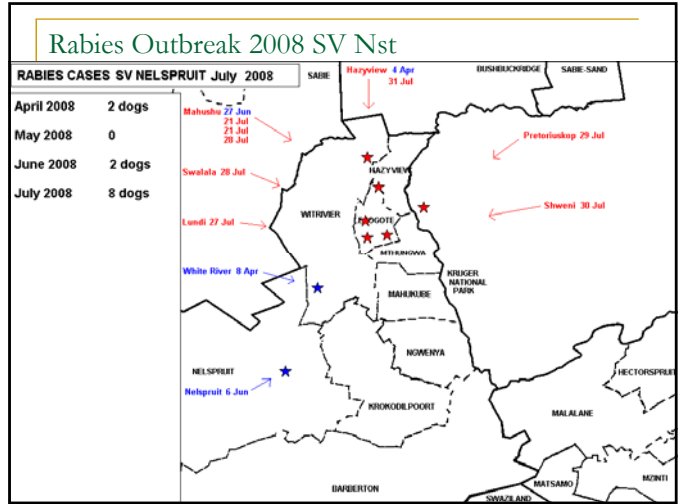 Rabies Outbreak 2008 SV Nst
RABIES CASES SV NELSPRUIT July 2008
April 2008 2 dogs
May 2008 0
June 2008 2 dogs
July 2008 8 dogs
SABIE
Hazyview 4 Apr
31 Jul
BUSHBUCKRIDGE
SABIE-SAND
Mahushu 27 Jun
21 Jul
21 Jul
28 Jul
Pretoriuskop 29 Jul
Swalala 28 Jul
HAZYVIEW
Shweni 30 Jul
WITRIVIER
Lundi 27 Jul
MTHUNGWA
White River 8 Apr
KRUGER
NATIONAL
PARK
MAHUKUBE
NGWENYA
NELSPRUIT
HECTORSPRUIT
Nelspruit 6 Jun
KROKODILPOORT
MALALANE
BARBERTON
MATSAMO
MZINTI
SWAZILAND